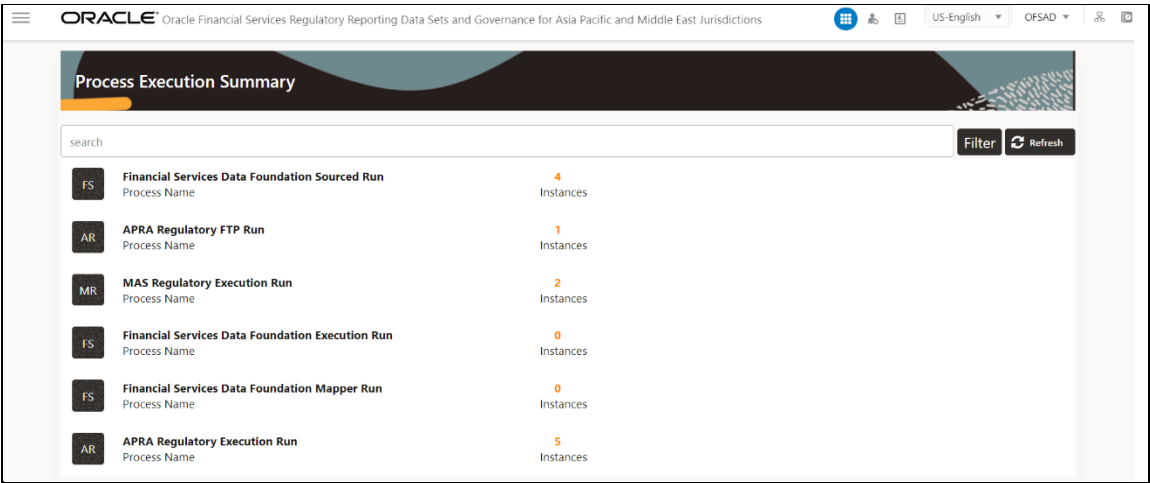 ORACLE® Oracle Financial Services Regulatory Reporting Data Sets and Governance for Asia Pacific and Middle East Jurisdictions US-English OFSAD
Process Execution Summary
search Filter Refresh
FS Financial Services Data Foundation Sourced Run 4
Process Name Instances
AR APRA Regulatory FTP Run 1
Process Name Instances
MR MAS Regulatory Execution Run 2
Process Name Instances
FS Financial Services Data Foundation Execution Run 0
Process Name Instances
FS Financial Services Data Foundation Mapper Run 0
Process Name Instances
AR APRA Regulatory Execution Run 5
Process Name Instances